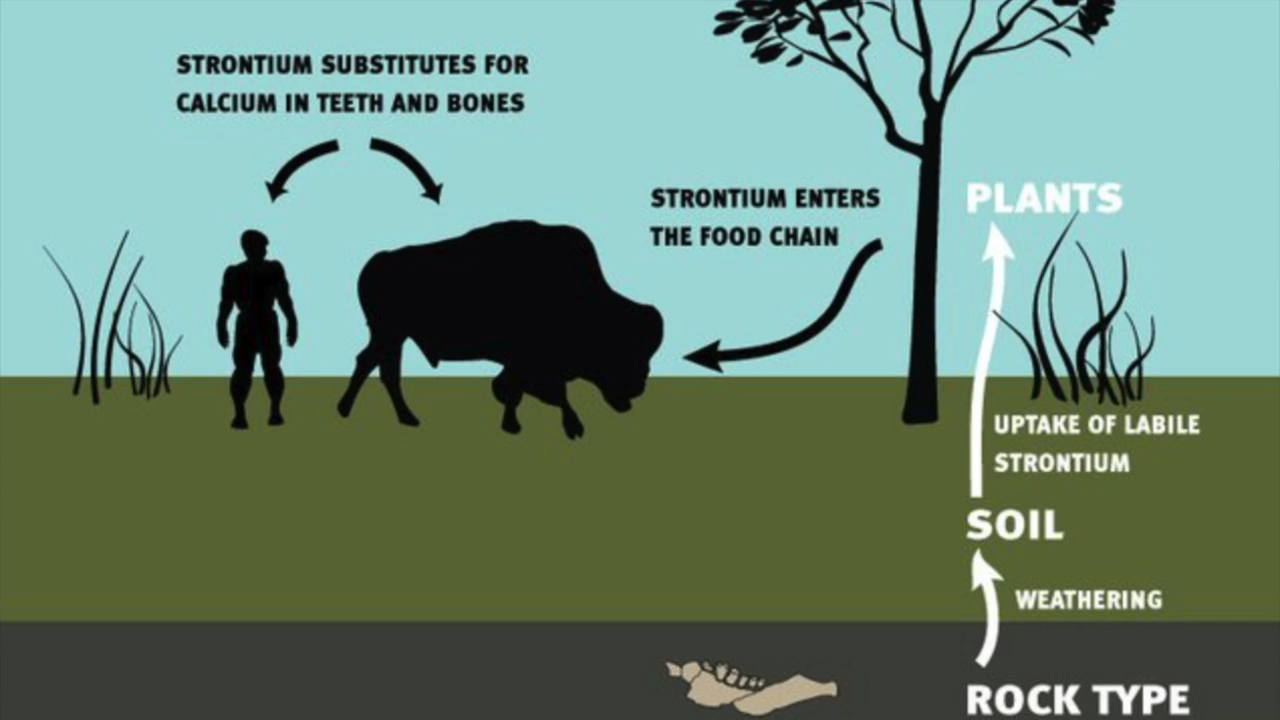 STRONTIUM SUBSTITUTES FOR
CALCIUM IN TEETH AND BONES
STRONTIUM ENTERS
THE FOOD CHAIN
PLANTS
UPTAKE OF LABILE
STRONTIUM
SOIL
WEATHERING
ROCK TYPE